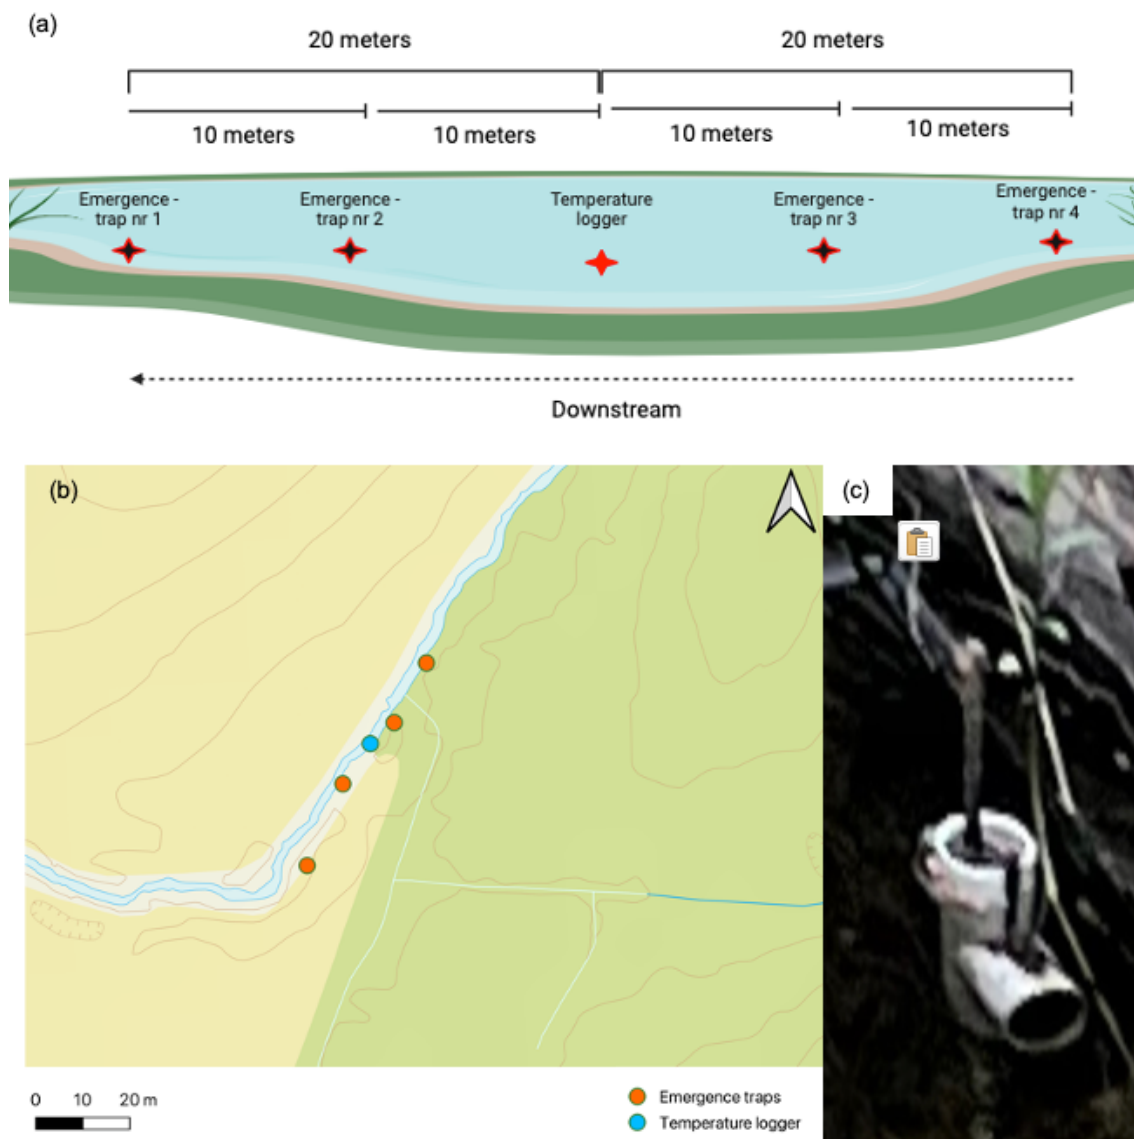 (a)
20 meters
20 meters
10 meters
10 meters
10 meters
10 meters
Emergence -
trap nr 1
Emergence -
trap nr 2
Temperature
logger
Emergence -
trap nr 3
Emergence -
trap nr 4
Downstream
(b)
(c)
0 10 20 m
Emergence traps
Temperature logger